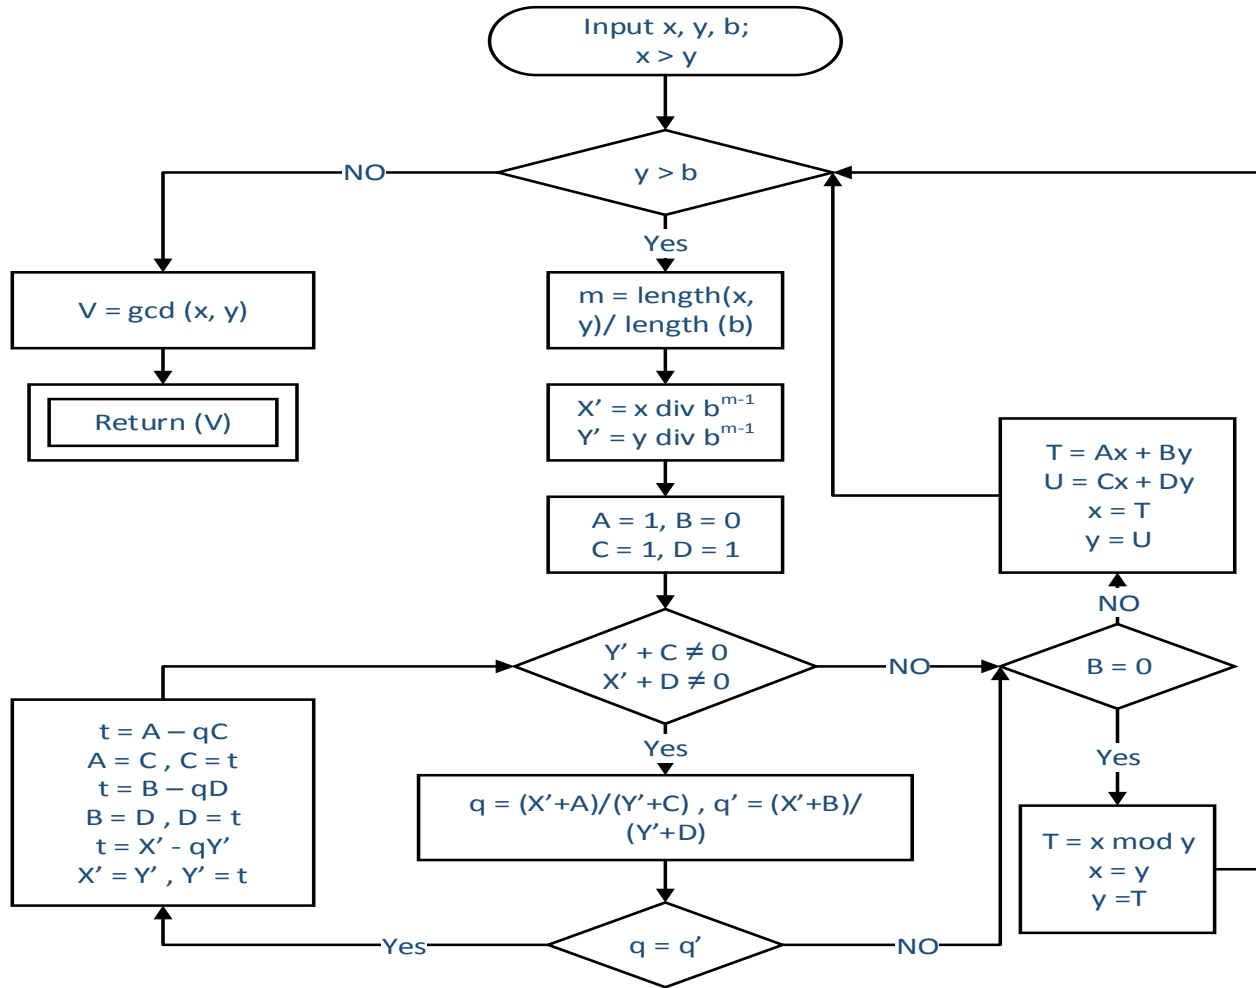 Input x, y, b;
x > y
y > b
NO
Yes
V = gcd (x, y)
Return (V)
m = length(x,
y)/ length (b)
X’ = x div b^{m-1}
Y’ = y div b^{m-1}
A = 1, B = 0
C = 1, D = 1
Y’ + C ≠ 0
X’ + D ≠ 0
NO
Yes
q = (X’+A)/(Y’+C) , q’ = (X’+B)/
(Y’+D)
q = q’
Yes
NO
t = A – qC
A = C , C = t
t = B – qD
B = D , D = t
t = X’ - qY’
X’ = Y’ , Y’ = t
T = Ax + By
U = Cx + Dy
x = T
y = U
NO
B = 0
Yes
T = x mod y
x = y
y =T